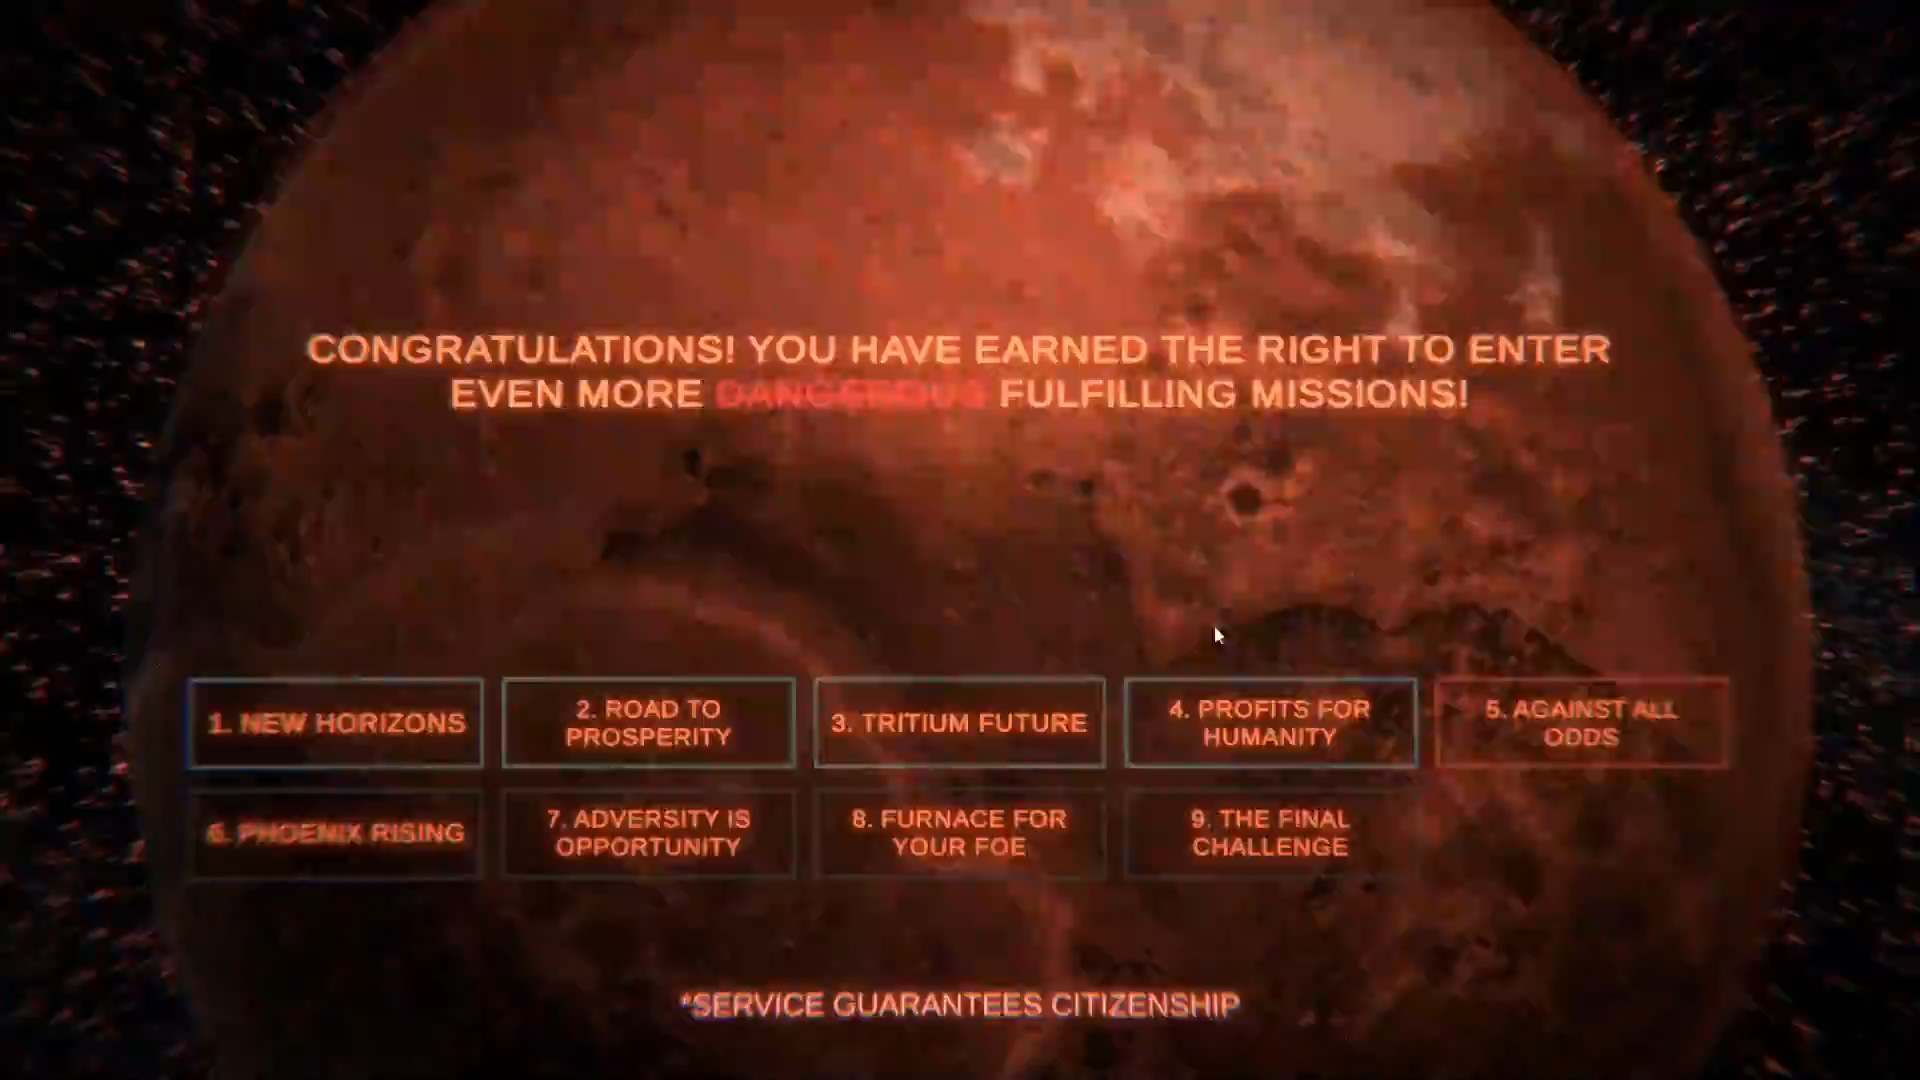 CONGRATULATIONS! YOU HAVE EARNED THE RIGHT TO ENTER
EVEN MORE DANGEROUS FULFILLING MISSIONS!
1. NEW HORIZONS
2. ROAD TO
PROSPERITY
3. TRITIUM FUTURE
4. PROFITS FOR
HUMANITY
5. AGAINST ALL
ODDS
6. PHOENIX RISING
7. ADVERSITY IS
OPPORTUNITY
8. FURNACE FOR
YOUR FOE
9. THE FINAL
CHALLENGE
*SERVICE GUARANTEES CITIZENSHIP